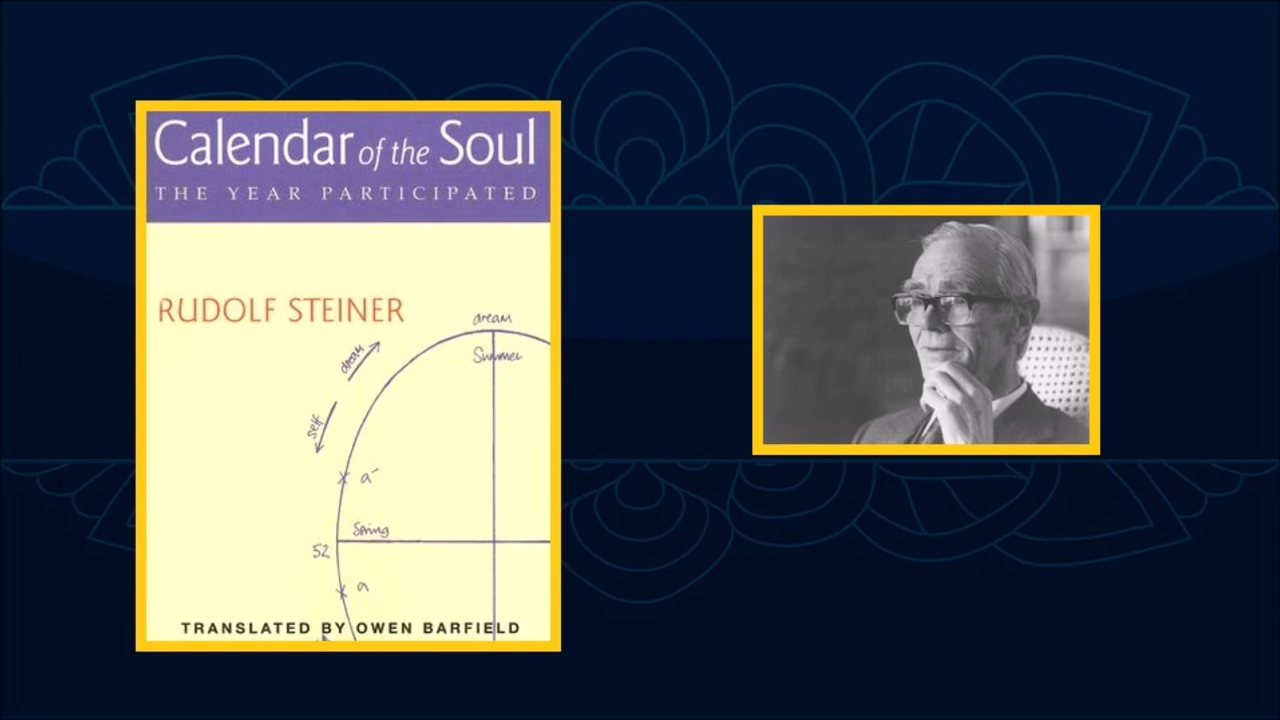 Calendar of the Soul
THE YEAR PARTICIPATED
RUDOLF STEINER
dream
Summer
dream
self
a-
Spring
52
a
TRANSLATED BY OWEN BARFIELD